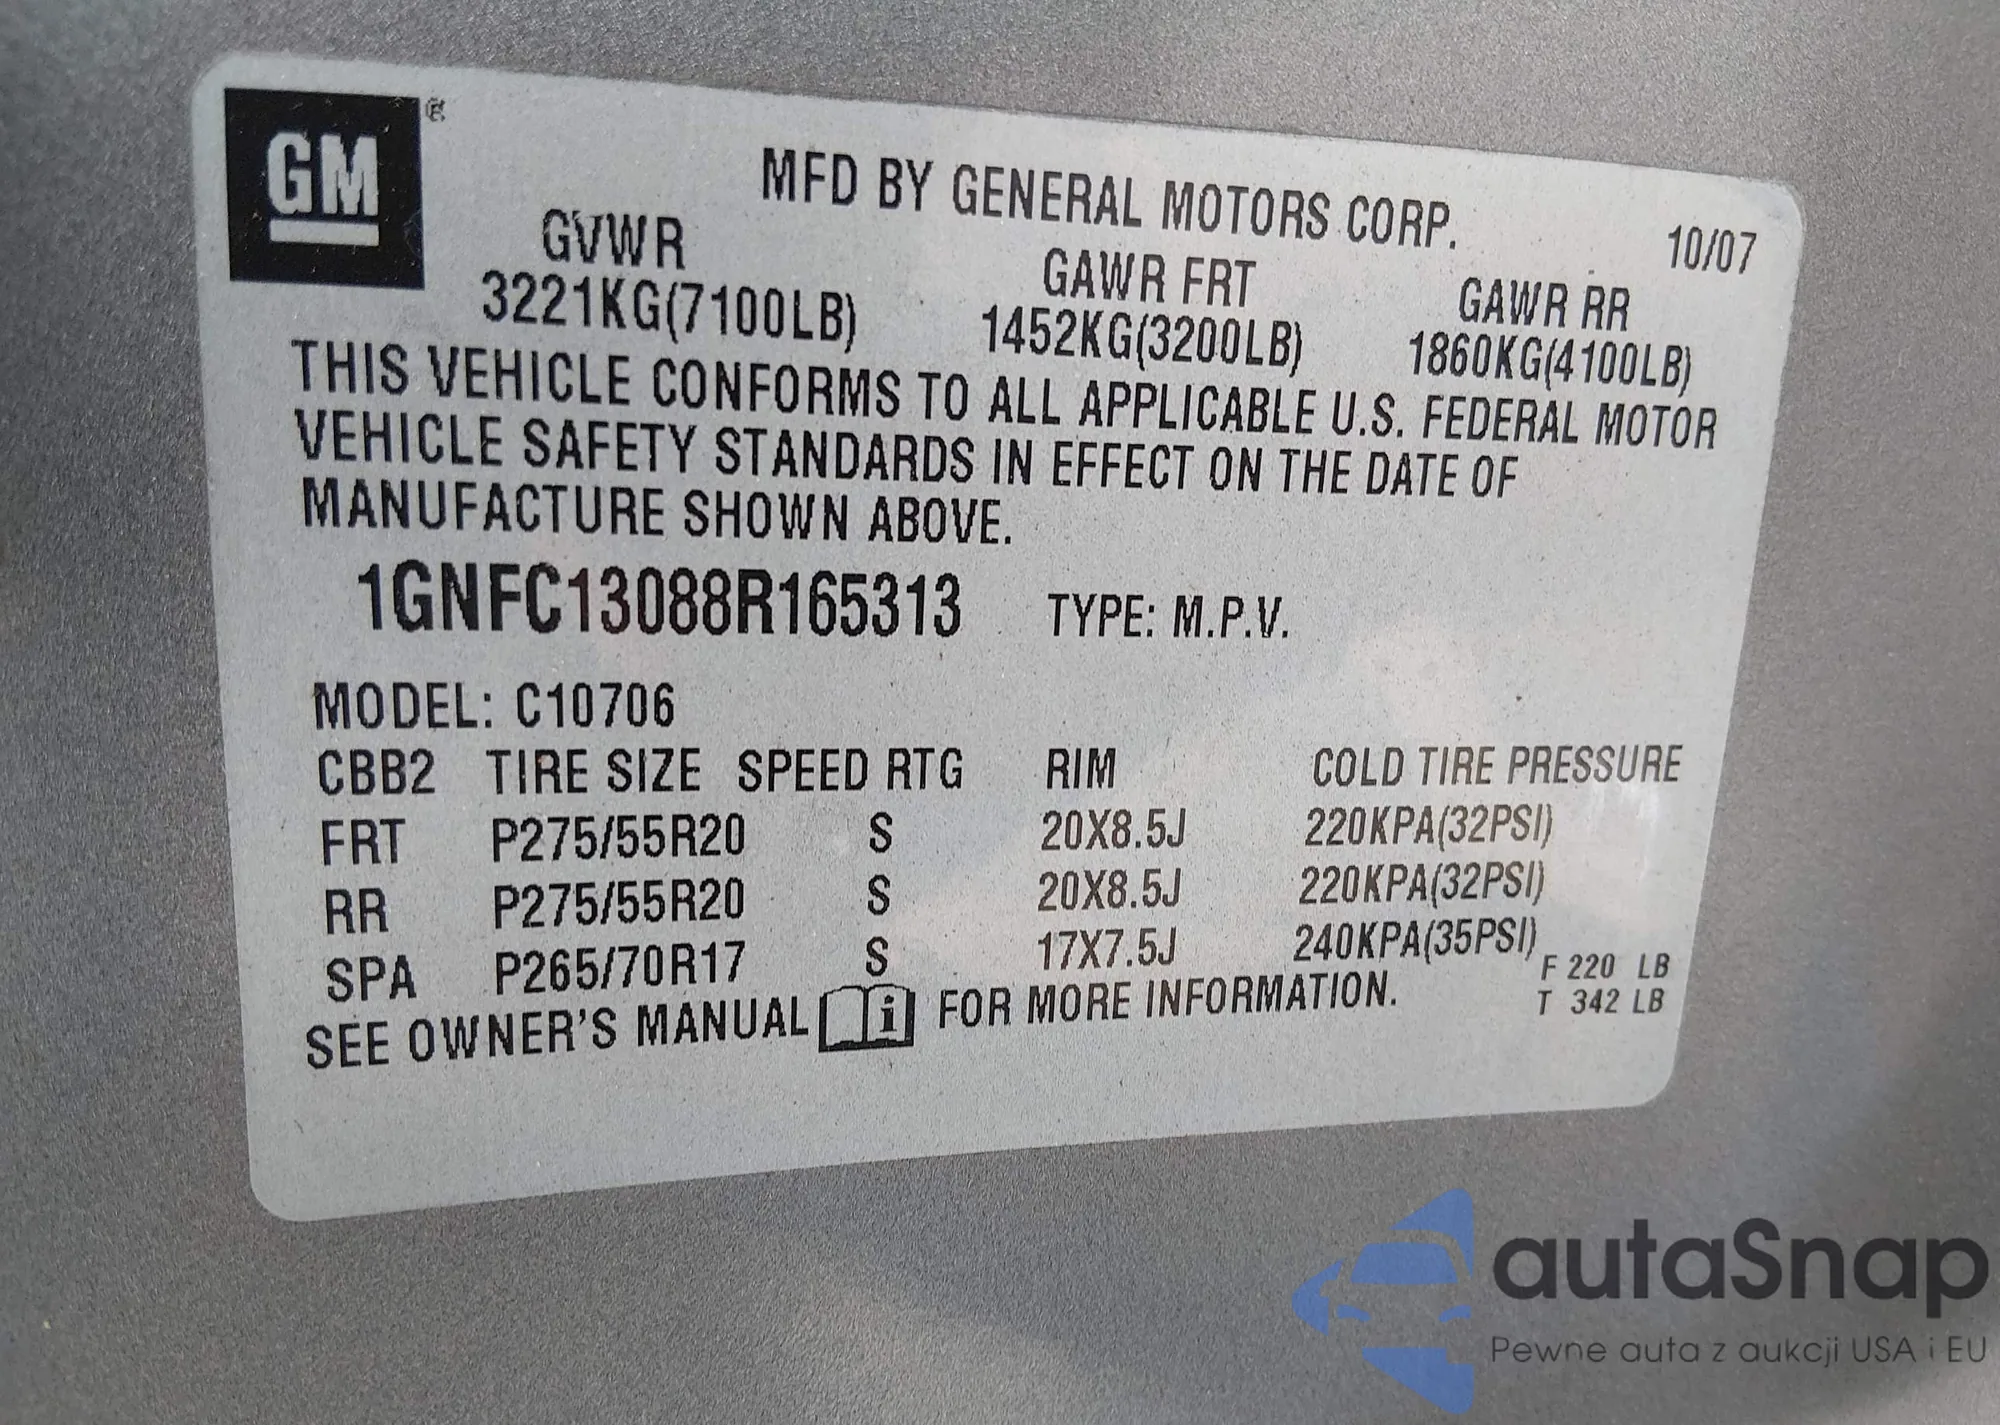 GM ®
MFD BY GENERAL MOTORS CORP.
10/07
GVWR GAWR FRT GAWR RR
3221KG(7100LB) 1452KG(3200LB) 1860KG(4100LB)
THIS VEHICLE CONFORMS TO ALL APPLICABLE U.S. FEDERAL MOTOR
VEHICLE SAFETY STANDARDS IN EFFECT ON THE DATE OF
MANUFACTURE SHOWN ABOVE.
1GNFC13088R165313 TYPE: M.P.V.
MODEL: C10706
CBB2 TIRE SIZE SPEED RTG RIM COLD TIRE PRESSURE
FRT P275/55R20 S 20X8.5J 220KPA(32PSI)
RR P275/55R20 S 20X8.5J 220KPA(32PSI)
SPA P265/70R17 S 17X7.5J 240KPA(35PSI)
F 220 LB
T 342 LB
SEE OWNER'S MANUAL i FOR MORE INFORMATION.
autaSnap
Pewne auta z aukcji USA i EU